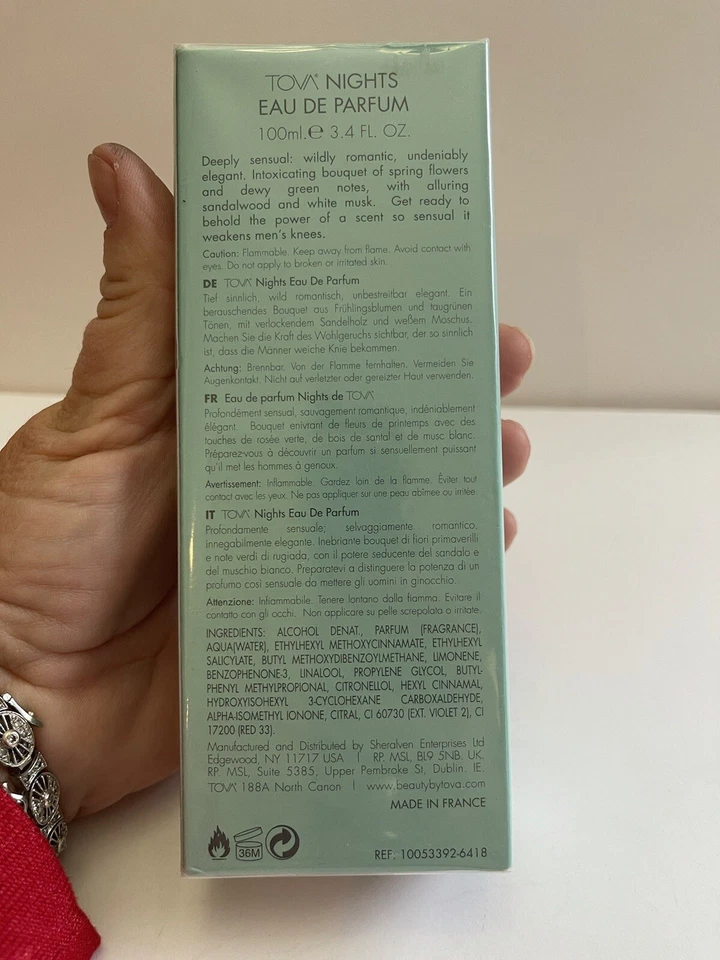 TOVA® NIGHTS
EAU DE PARFUM
100ml.℮ 3.4 FL. OZ.
Deeply sensual: wildly romantic, undeniably
elegant. Intoxicating bouquet of spring flowers
and dewy green notes, with alluring
sandalwood and white musk. Get ready to
behold the power of a scent so sensual it
weakens men's knees.
Caution: Flammable. Keep away from flame. Avoid contact with
eyes. Do not apply to broken or irritated skin.
DE TOVA® Nights Eau De Parfum
Tief sinnlich, wild romantisch, unbestreitbar elegant. Ein
berauschendes Bouquet aus Frühlingsblumen und taugrünen
Tönen, mit verlockendem Sandelholz und weßem Moschus.
Machen Sie die Kraft des Wohlgeruchs sichtbar, der so sinnlich
ist, dass die Männer weiche Knie bekommen.
Achtung: Brennbar. Von der Flamme fernhalten. Vermeiden Sie
Augenkontakt. Nicht auf verletzter oder gereizter Haut verwenden.
FR Eau de parfum Nights de TOVA®
Profondément sensual, sauvagement romantique, indéniablement
élégant. Bouquet enivrant de fleurs de printemps avec des
touches de rosée verte, de bois de santal et de musc blanc.
Préparez-vous à découvrir un parfum si sensuellement puissant
qu'il met les hommes à genoux.
Avertissement: Inflammable. Gardez loin de la flamme. Éviter tout
contact avec les yeux. Ne pas appliquer sur une peau abîmee ou irritée.
IT TOVA® Nights Eau De Parfum
Profondamente sensuale; selvaggiamente romantico,
innegabilmente elegante. Inebriante bouquet di fiori primaverilli
e note verdi di rugiada, con il potere seducente del sandalo e
del muschio bianco. Preparatevi a distinguere la potenza di un
profumo così sensuale da mettere gli uomini in ginocchio.
Attenzione: Infiammabile. Tenere lontano dalla fiamma. Evitare il
contatto con gli occhi. Non applicare su pelle screpolata o irritate.
INGREDIENTS: ALCOHOL DENAT., PARFUM (FRAGRANCE),
AQUA(WATER), ETHYLHEXYL METHOXYCINNAMATE, ETHYLHEXYL
SALICYLATE, BUTYL METHOXYDIBENZOYLMETHANE, LIMONENE,
BENZOPHENONE-3, LINALOOL, PROPYLENE GLYCOL, BUTYL-
PHENYL METHYLPROPIONAL, CITRONELLOL, HEXYL CINNAMAL,
HYDROXYISOHEXYL 3-CYCLOHEXANE CARBOXALDEHYDE,
ALPHA-ISOMETHYL IONONE, CITRAL, CI 60730 (EXT. VIOLET 2), CI
17200 (RED 33).
Manufactured and Distributed by Sheralven Enterprises Ltd
Edgewood, NY 11717 USA | RP. MSL, BL9 5NB. UK
RP. MSL, Suite 5385, Upper Pembroke St, Dublin. IE.
TOVA® 188A North Canon | www.beautybytova.com
MADE IN FRANCE
36M
REF. 10053392-6418